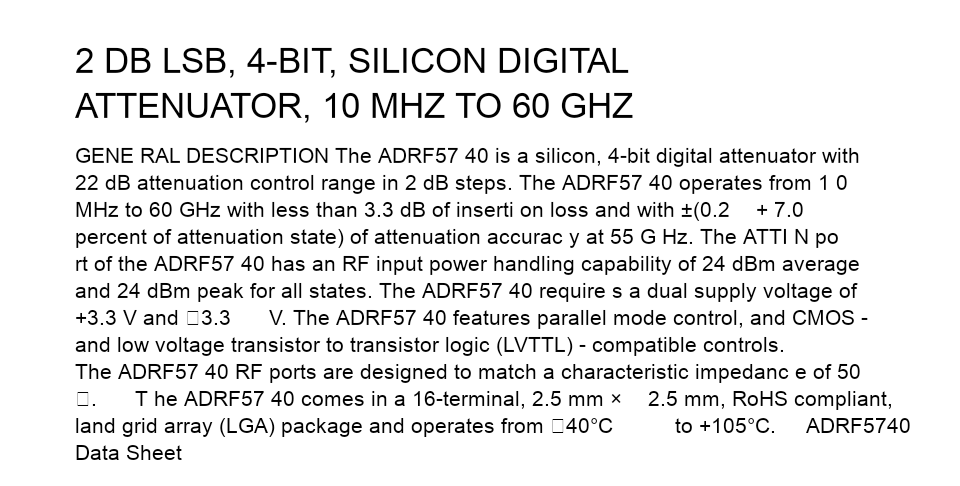 2 DB LSB, 4-BIT, SILICON DIGITAL
ATTENUATOR, 10 MHZ TO 60 GHZ
GENE RAL DESCRIPTION The ADRF57 40 is a silicon, 4-bit digital attenuator with
22 dB attenuation control range in 2 dB steps. The ADRF57 40 operates from 1 0
MHz to 60 GHz with less than 3.3 dB of inserti on loss and with ±(0.2 + 7.0
percent of attenuation state) of attenuation accurac y at 55 G Hz. The ATTI N po
rt of the ADRF57 40 has an RF input power handling capability of 24 dBm average
and 24 dBm peak for all states. The ADRF57 40 require s a dual supply voltage of
+3.3 V and □3.3 V. The ADRF57 40 features parallel mode control, and CMOS -
and low voltage transistor to transistor logic (LVTTL) - compatible controls.
The ADRF57 40 RF ports are designed to match a characteristic impedanc e of 50
□. T he ADRF57 40 comes in a 16-terminal, 2.5 mm × 2.5 mm, RoHS compliant,
land grid array (LGA) package and operates from □40°C to +105°C. ADRF5740
Data Sheet